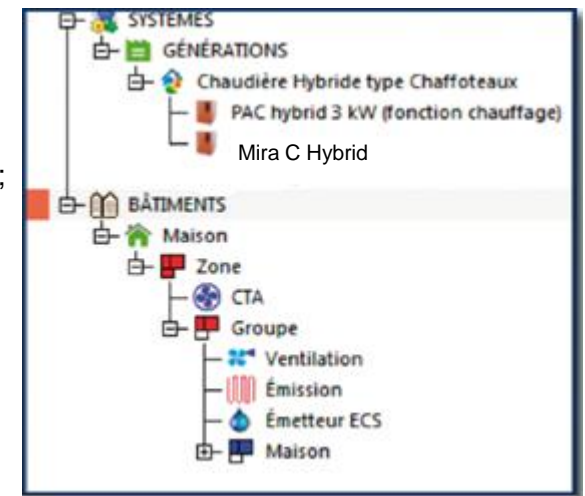 SYSTÈMES
GÉNÉRATIONS
Chaudière Hybride type Chaffoteaux
PAC hybrid 3 kW (fonction chauffage)
Mira C Hybrid
;
BÂTIMENTS
Maison
Zone
CTA
Groupe
Ventilation
Émission
Émetteur ECS
Maison